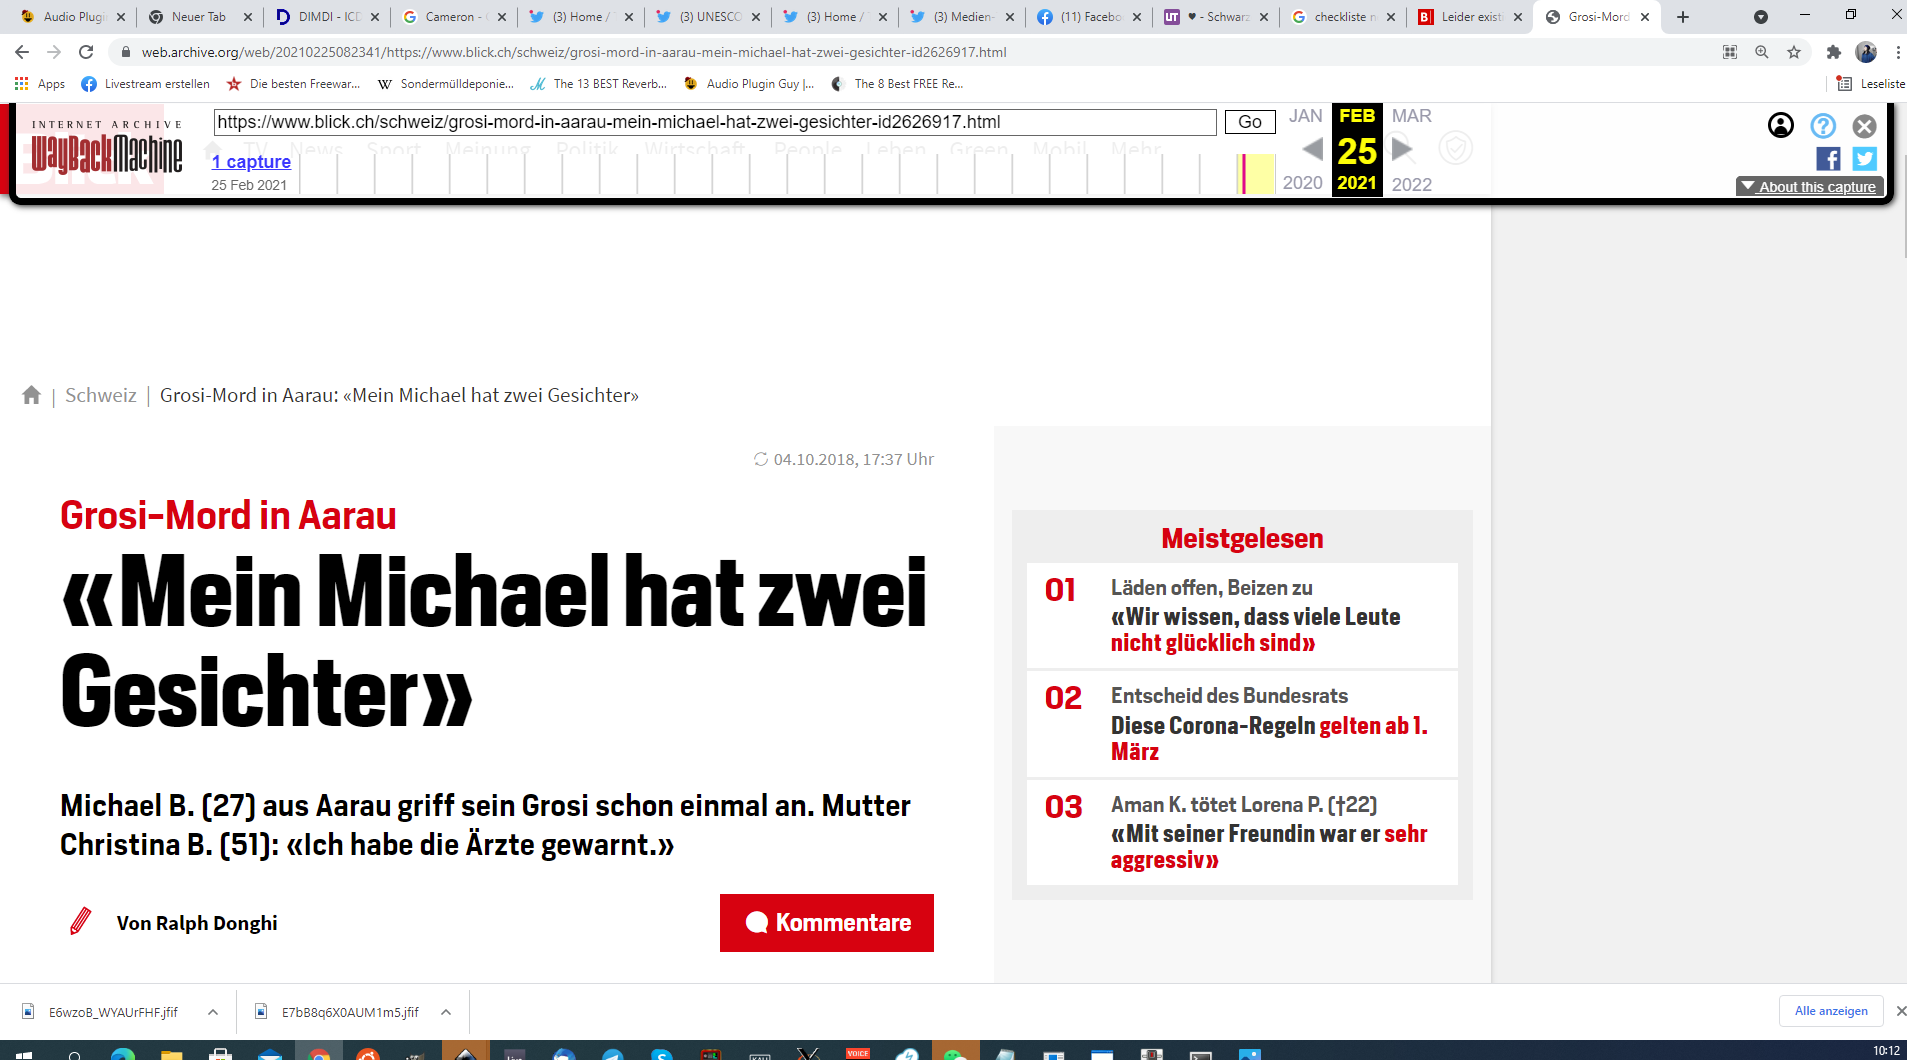 Audio Plugi
Neuer Tab
DIMDI - ICD
Cameron - G
(3) Home / T
(3) UNESCO
(3) Home / T
(3) Medien-
(11) Facebo
♥ - Schwarz
checkliste n
Leider existi
Grosi-Mord
web.archive.org/web/20210225082341/https://www.blick.ch/schweiz/grosi-mord-in-aarau-mein-michael-hat-zwei-gesichter-id2626917.html
Apps
Livestream erstellen
Die besten Freewar...
Sondermülldeponie...
The 13 BEST Reverb...
Audio Plugin Guy |...
The 8 Best FREE Re...
Leseliste
INTERNET ARCHIVE
WayBackMachine
https://www.blick.ch/schweiz/grosi-mord-in-aarau-mein-michael-hat-zwei-gesichter-id2626917.html
Go
JAN FEB MAR
TV News Sport Meinung Politik Wirtschaft People Leben Green Mobil Mehr
1 capture
25 Feb 2021
25
2020 2021 2022
About this capture
Schweiz | Grosi-Mord in Aarau: «Mein Michael hat zwei Gesichter»
04.10.2018, 17:37 Uhr
Grosi-Mord in Aarau
«Mein Michael hat zwei
Gesichter»
Michael B. (27) aus Aarau griff sein Grosi schon einmal an. Mutter
Christina B. (51): «Ich habe die Ärzte gewarnt.»
Von Ralph Donghi
Kommentare
Meistgelesen
01
Läden offen, Beizen zu
«Wir wissen, dass viele Leute
nicht glücklich sind»
02
Entscheid des Bundesrats
Diese Corona-Regeln gelten ab 1.
März
03
Aman K. tötet Lorena P. (†22)
«Mit seiner Freundin war er sehr
aggressiv»
E6wzoB_WYAUrFHF.jfif
E7bB8q6X0AUM1m5.jfif
Alle anzeigen
VOICE
10:12